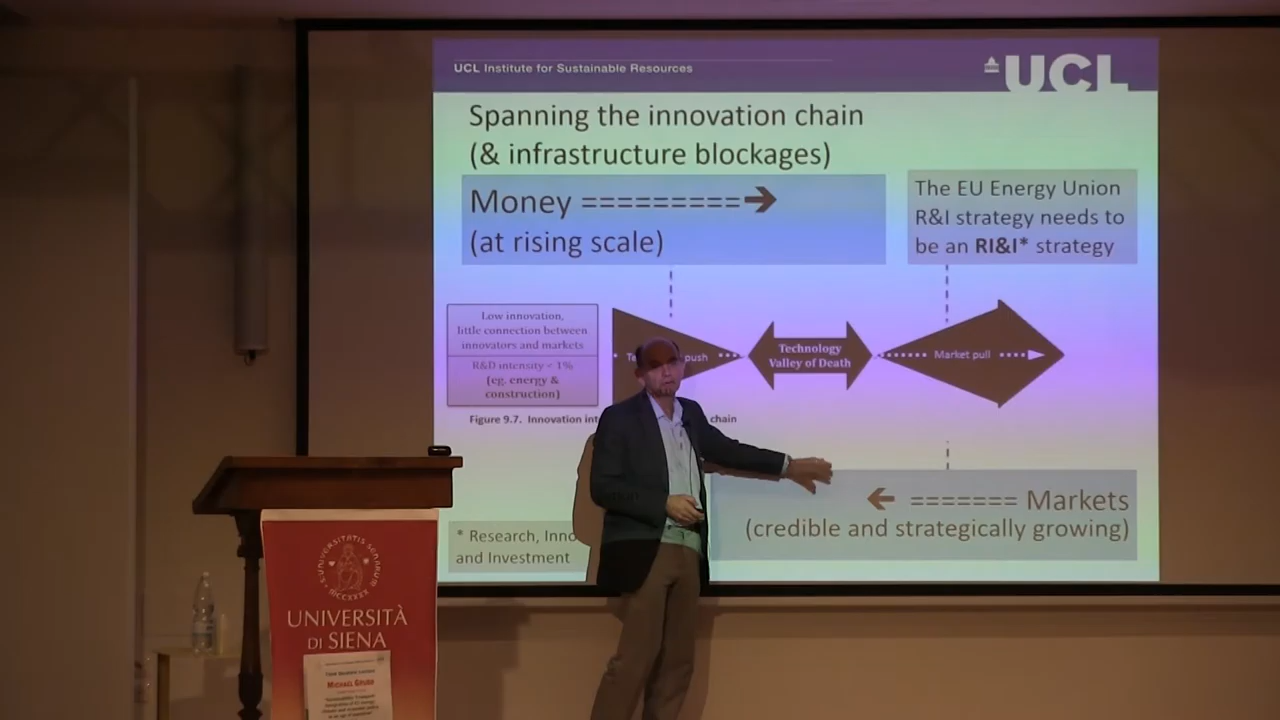 UCL Institute for Sustainable Resources
UCL
Spanning the innovation chain
(& infrastructure blockages)
Money =========→
(at rising scale)
The EU Energy Union
R&I strategy needs to
be an RI&I* strategy
Low innovation,
little connection between
innovators and markets
R&D intensity < 1%
(eg. energy &
construction)
push
Technology
Valley of Death
Market pull
Figure 9.7. Innovation chain
← ======= Markets
(credible and strategically growing)
* Research,
and Investment
UNIVERSITÀ
DI SIENA
MICHAEL GRUBB